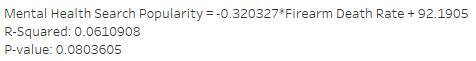 Mental Health Search Popularity = -0.320327*Firearm Death Rate + 92.1905
R-Squared: 0.0610908
P-value: 0.0803605